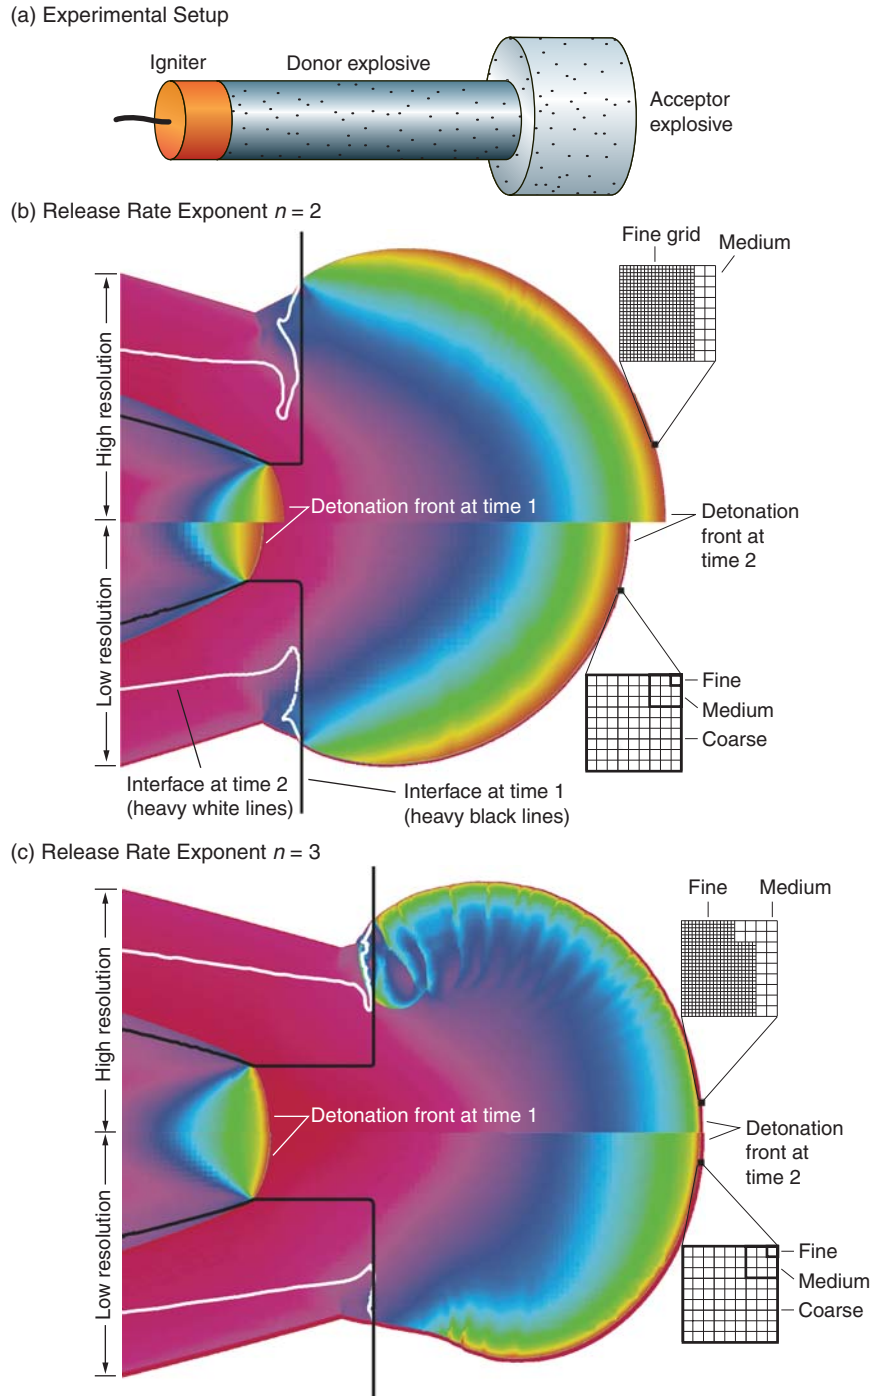 (a) Experimental Setup
Igniter
Donor explosive
Acceptor
explosive
(b) Release Rate Exponent n = 2
Fine grid
Medium
High resolution
Detonation front at time 1
Detonation
front at
time 2
Low resolution
Fine
Medium
Coarse
Interface at time 2
(heavy white lines)
Interface at time 1
(heavy black lines)
(c) Release Rate Exponent n = 3
Fine
Medium
High resolution
Detonation front at time 1
Detonation
front at
time 2
Low resolution
Fine
Medium
Coarse